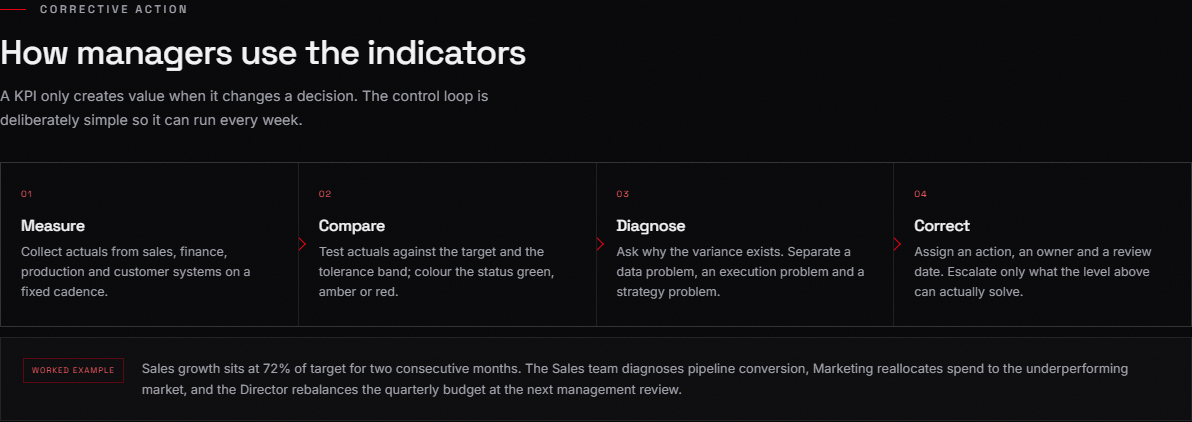 CORRECTIVE ACTION
How managers use the indicators
A KPI only creates value when it changes a decision. The control loop is
deliberately simple so it can run every week.
01
Measure
Collect actuals from sales, finance,
production and customer systems on a
fixed cadence.
02
Compare
Test actuals against the target and the
tolerance band; colour the status green,
amber or red.
03
Diagnose
Ask why the variance exists. Separate a
data problem, an execution problem and a
strategy problem.
04
Correct
Assign an action, an owner and a review
date. Escalate only what the level above
can actually solve.
WORKED EXAMPLE
Sales growth sits at 72% of target for two consecutive months. The Sales team diagnoses pipeline conversion, Marketing reallocates spend to the underperforming
market, and the Director rebalances the quarterly budget at the next management review.